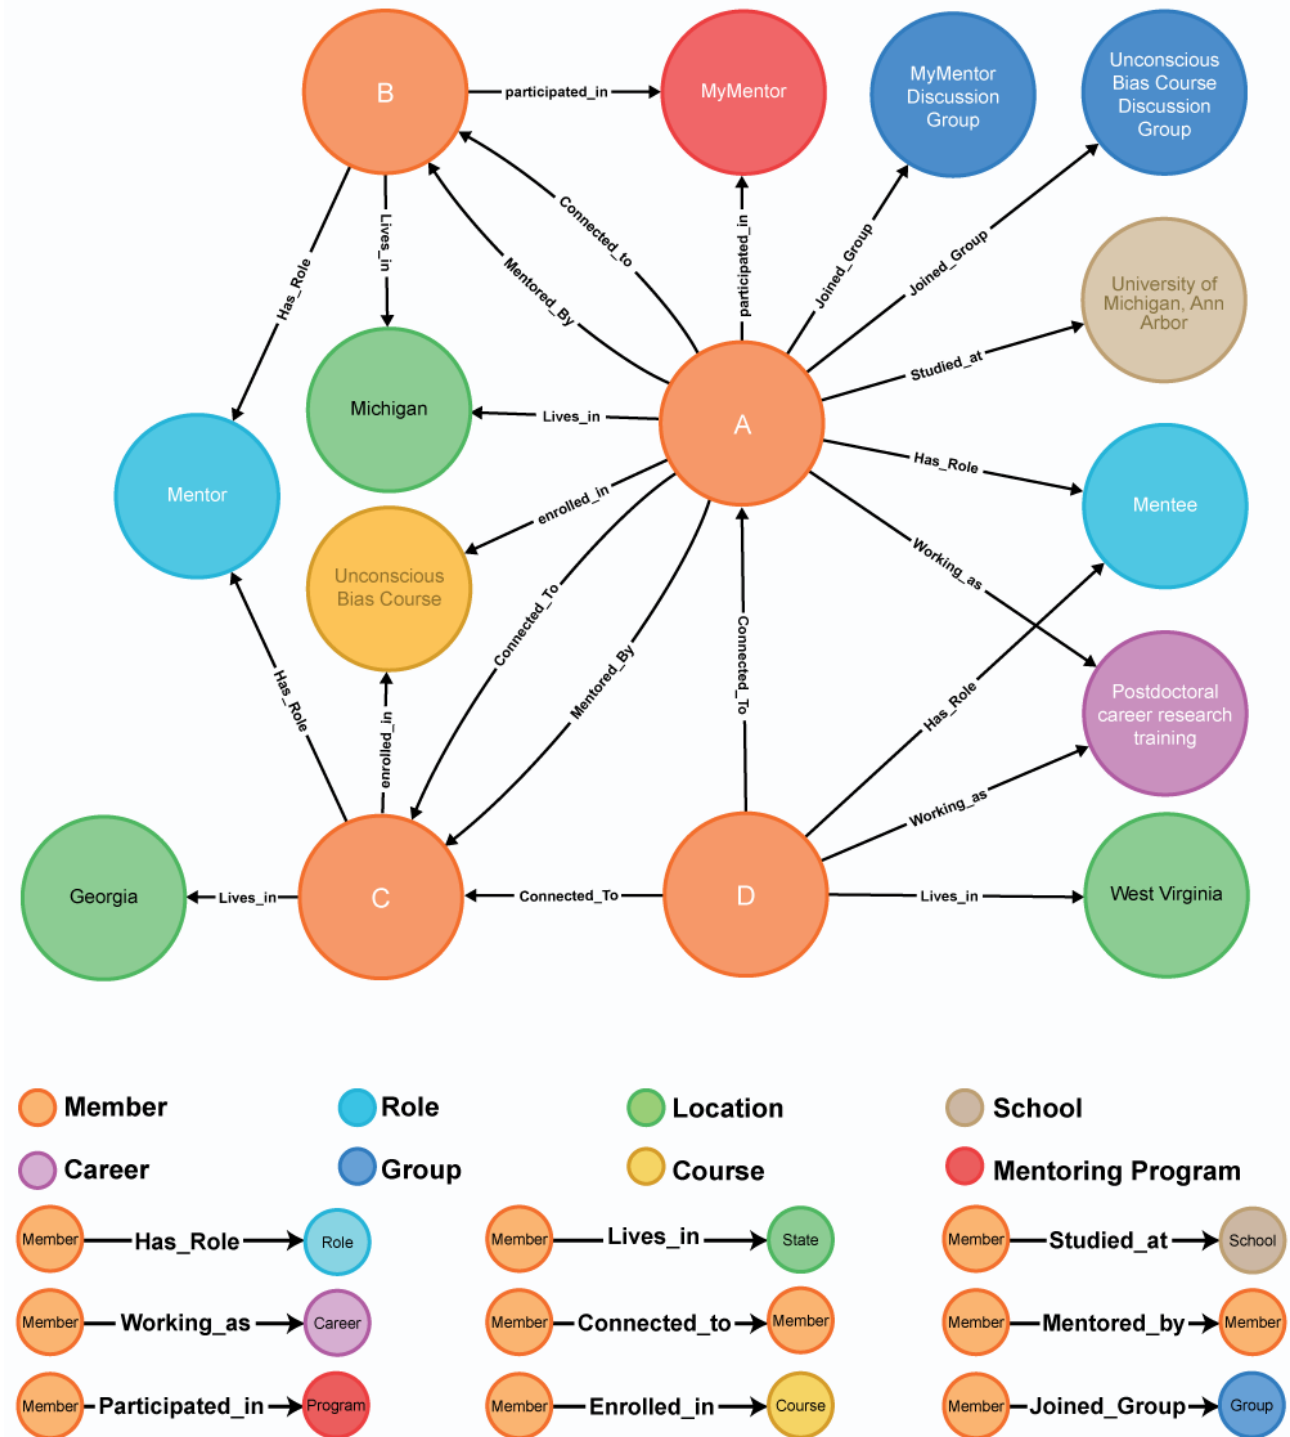 B
participated_in
MyMentor
MyMentor
Discussion
Group
Unconscious
Bias Course
Discussion
Group
Connected_to
Mentored_By
Lives_in
Has_Role
participated_in
Joined_Group
Joined_Group
University of
Michigan, Ann
Arbor
Studied_at
Michigan
Lives_in
A
Has_Role
Mentor
Mentee
enrolled_in
Working_as
Unconscious
Bias Course
Connected_To
Mentored_By
Connected_To
Has_Role
Has_Role
enrolled_in
Postdoctoral
career research
training
Working_as
Georgia
Lives_in
C
Connected_To
D
Lives_in
West Virginia
Member
Role
Location
School
Career
Group
Course
Mentoring Program
Member
Has_Role
Role
Member
Lives_in
State
Member
Studied_at
School
Member
Working_as
Career
Member
Connected_to
Member
Member
Mentored_by
Member
Member
Participated_in
Program
Member
Enrolled_in
Course
Member
Joined_Group
Group